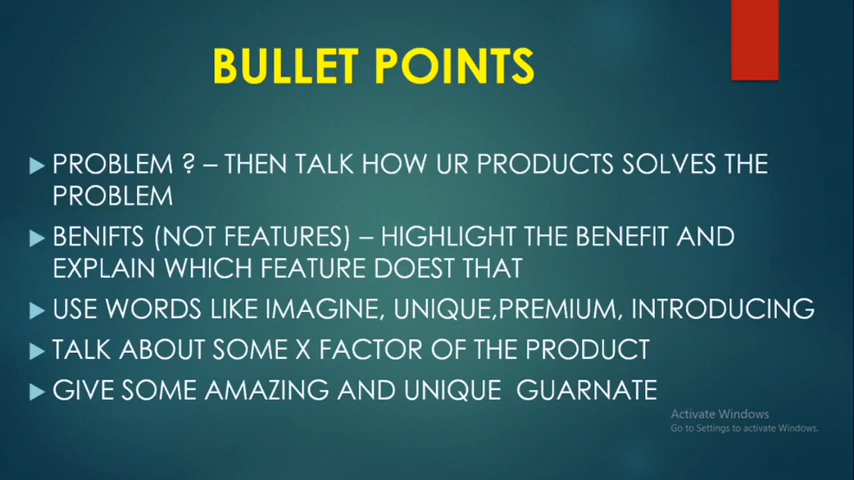 BULLET POINTS
PROBLEM ? – THEN TALK HOW UR PRODUCTS SOLVES THE
PROBLEM
BENIFTS (NOT FEATURES) – HIGHLIGHT THE BENEFIT AND
EXPLAIN WHICH FEATURE DOEST THAT
USE WORDS LIKE IMAGINE, UNIQUE,PREMIUM, INTRODUCING
TALK ABOUT SOME X FACTOR OF THE PRODUCT
GIVE SOME AMAZING AND UNIQUE GUARNATE
Activate Windows
Go to Settings to activate Windows.